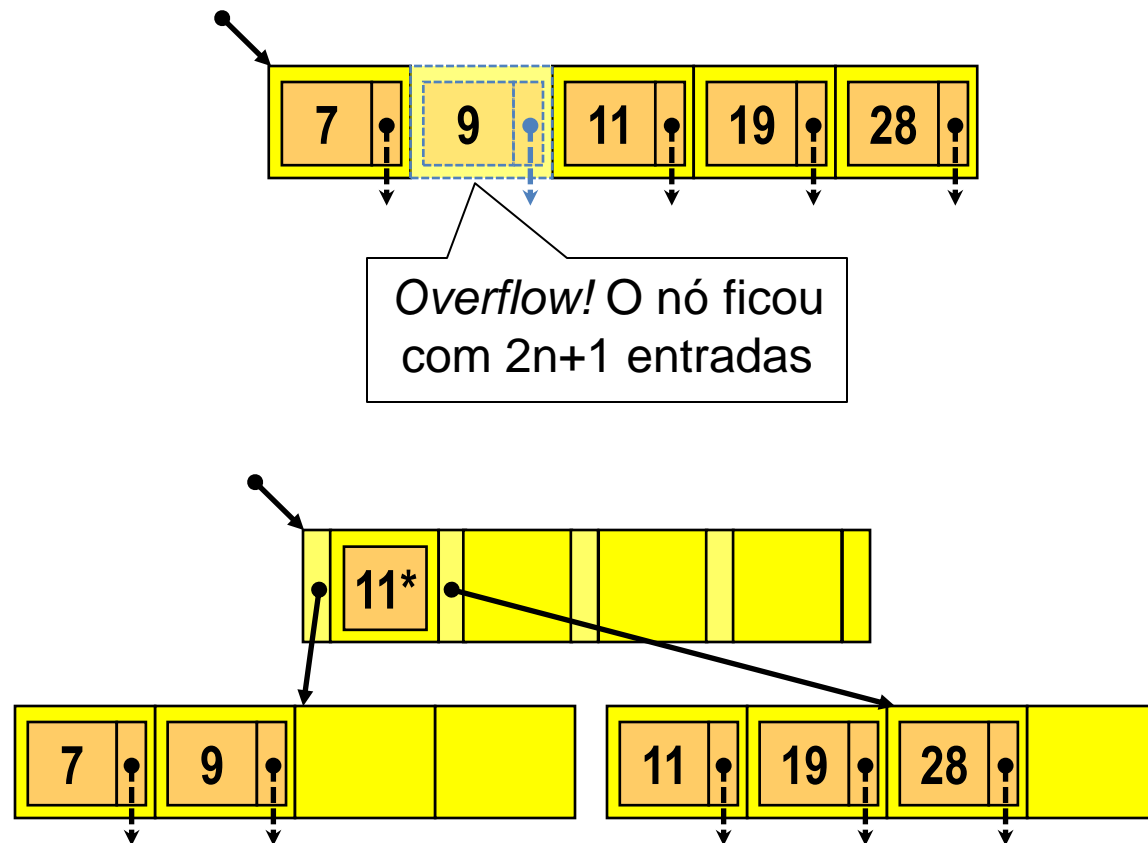 7 9 11 19 28
Overflow! O nó ficou
com 2n+1 entradas
11*
7 9 11 19 28